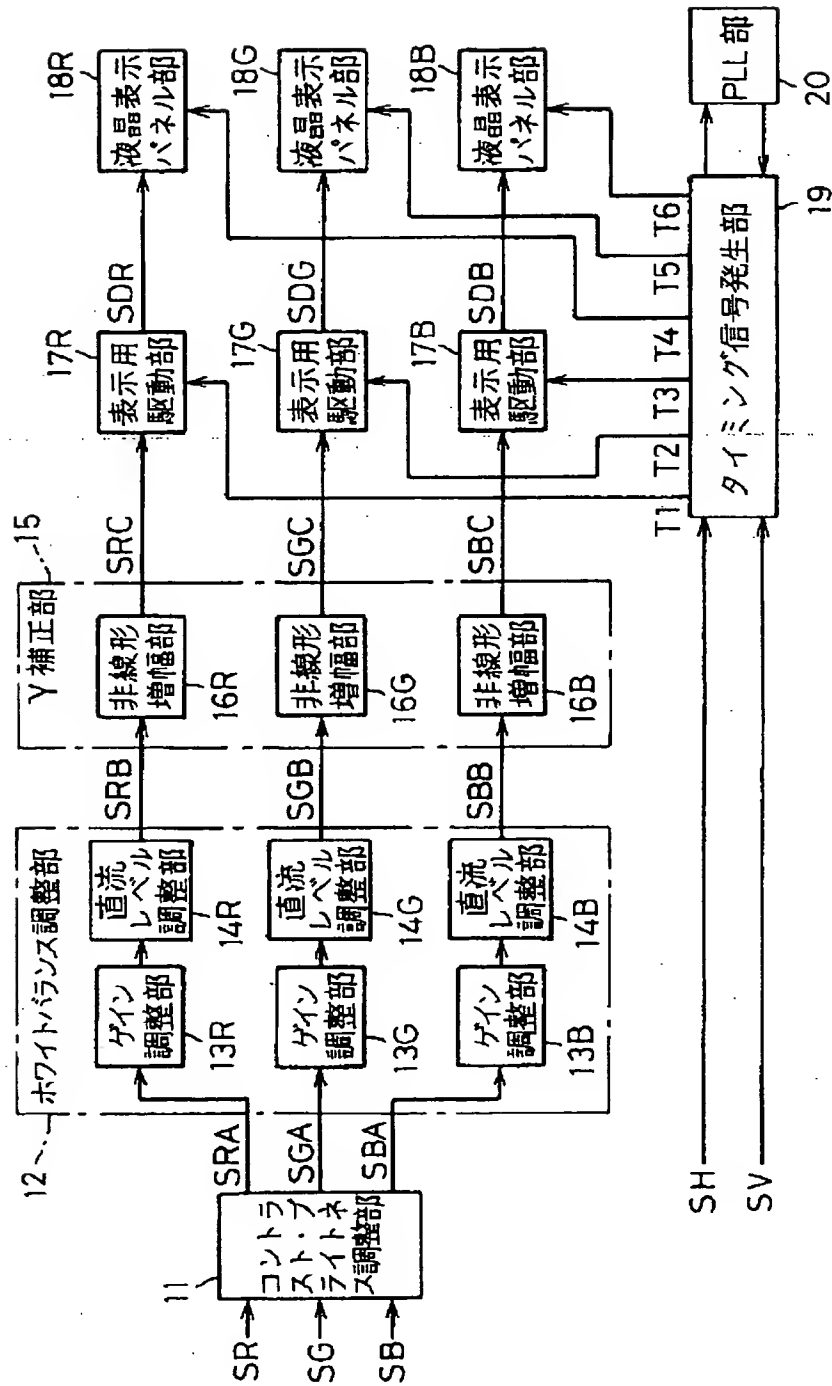 11
コントラ
スト・ブ
ライトネ
ス調整部
SR
SG
SB
SRA
SGA
SBA
12
ホワイトバランス調整部
ゲイン
調整部
13R
直流
レベル
調整部
14R
ゲイン
調整部
13G
直流
レベル
調整部
14G
ゲイン
調整部
13B
直流
レベル
調整部
14B
SRB
SGB
SBB
γ補正部
15
非線形
増幅部
16R
非線形
増幅部
16G
非線形
増幅部
16B
SRC
SGC
SBC
17R
表示用
駆動部
17G
表示用
駆動部
17B
表示用
駆動部
SDR
SDG
SDB
18R
液晶表示
パネル部
18G
液晶表示
パネル部
18B
液晶表示
パネル部
T1
T2
T3
T4
T5
T6
SH
SV
タイミング信号発生部
19
PLL部
20